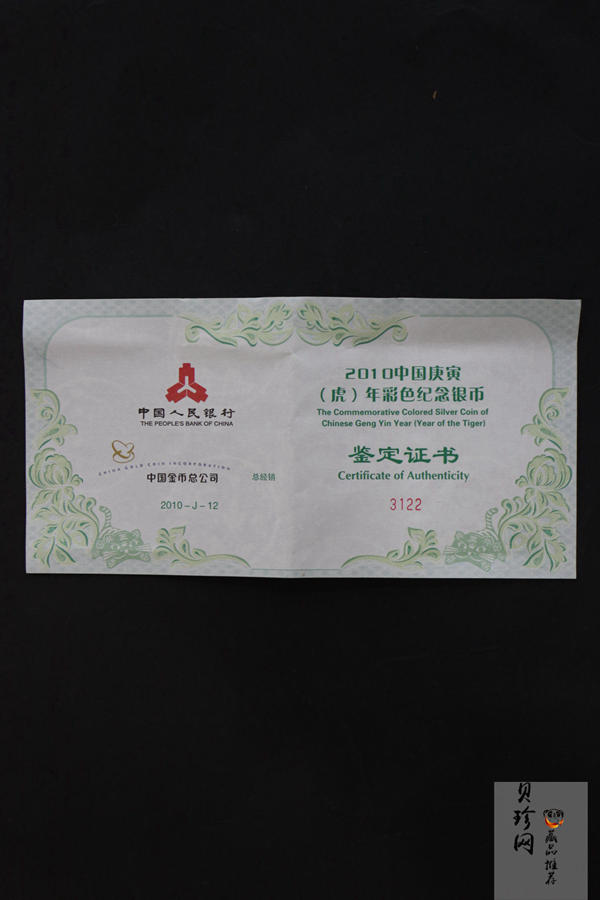 中国人民银行
THE PEOPLE'S BANK OF CHINA
CHINA GOLD COIN INCORPORATION
中国金币总公司
总经销
2010-J-12
2010中国庚寅
(虎)年彩色纪念银币
The Commemorative Colored Silver Coin of
Chinese Geng Yin Year (Year of the Tiger)
鉴定证书
Certificate of Authenticity
3122
贝珍网
藏品推荐